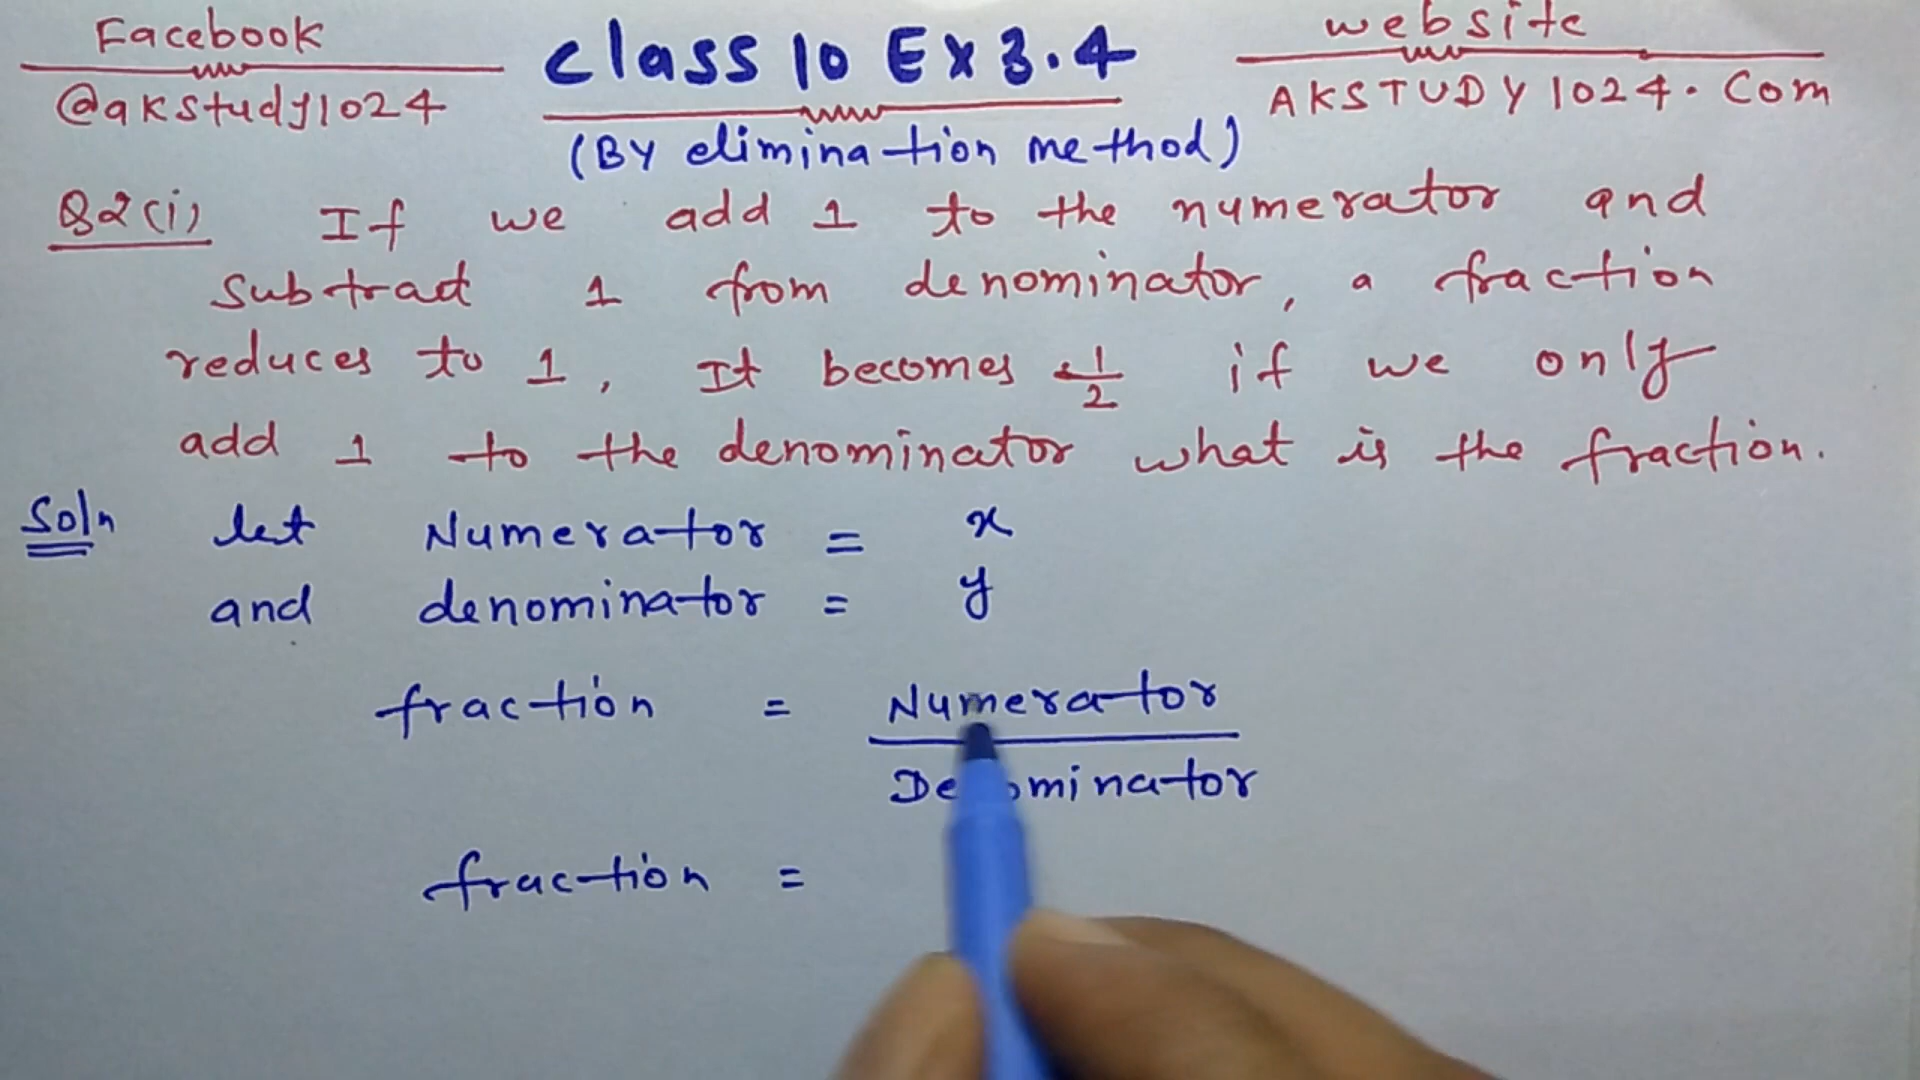 Facebook
@akstudy1024
class 10 Ex 3.4
(By elimination method)
website
AKSTUDY1024.Com
Q2(i) If we add 1 to the numerator and
subtract 1 from denominator, a fraction
reduces to 1, It becomes 1/2 if we only
add 1 to the denominator what is the fraction.
Soln let Numerator = x
and denominator = y
fraction = Numerator
Denominator
fraction =